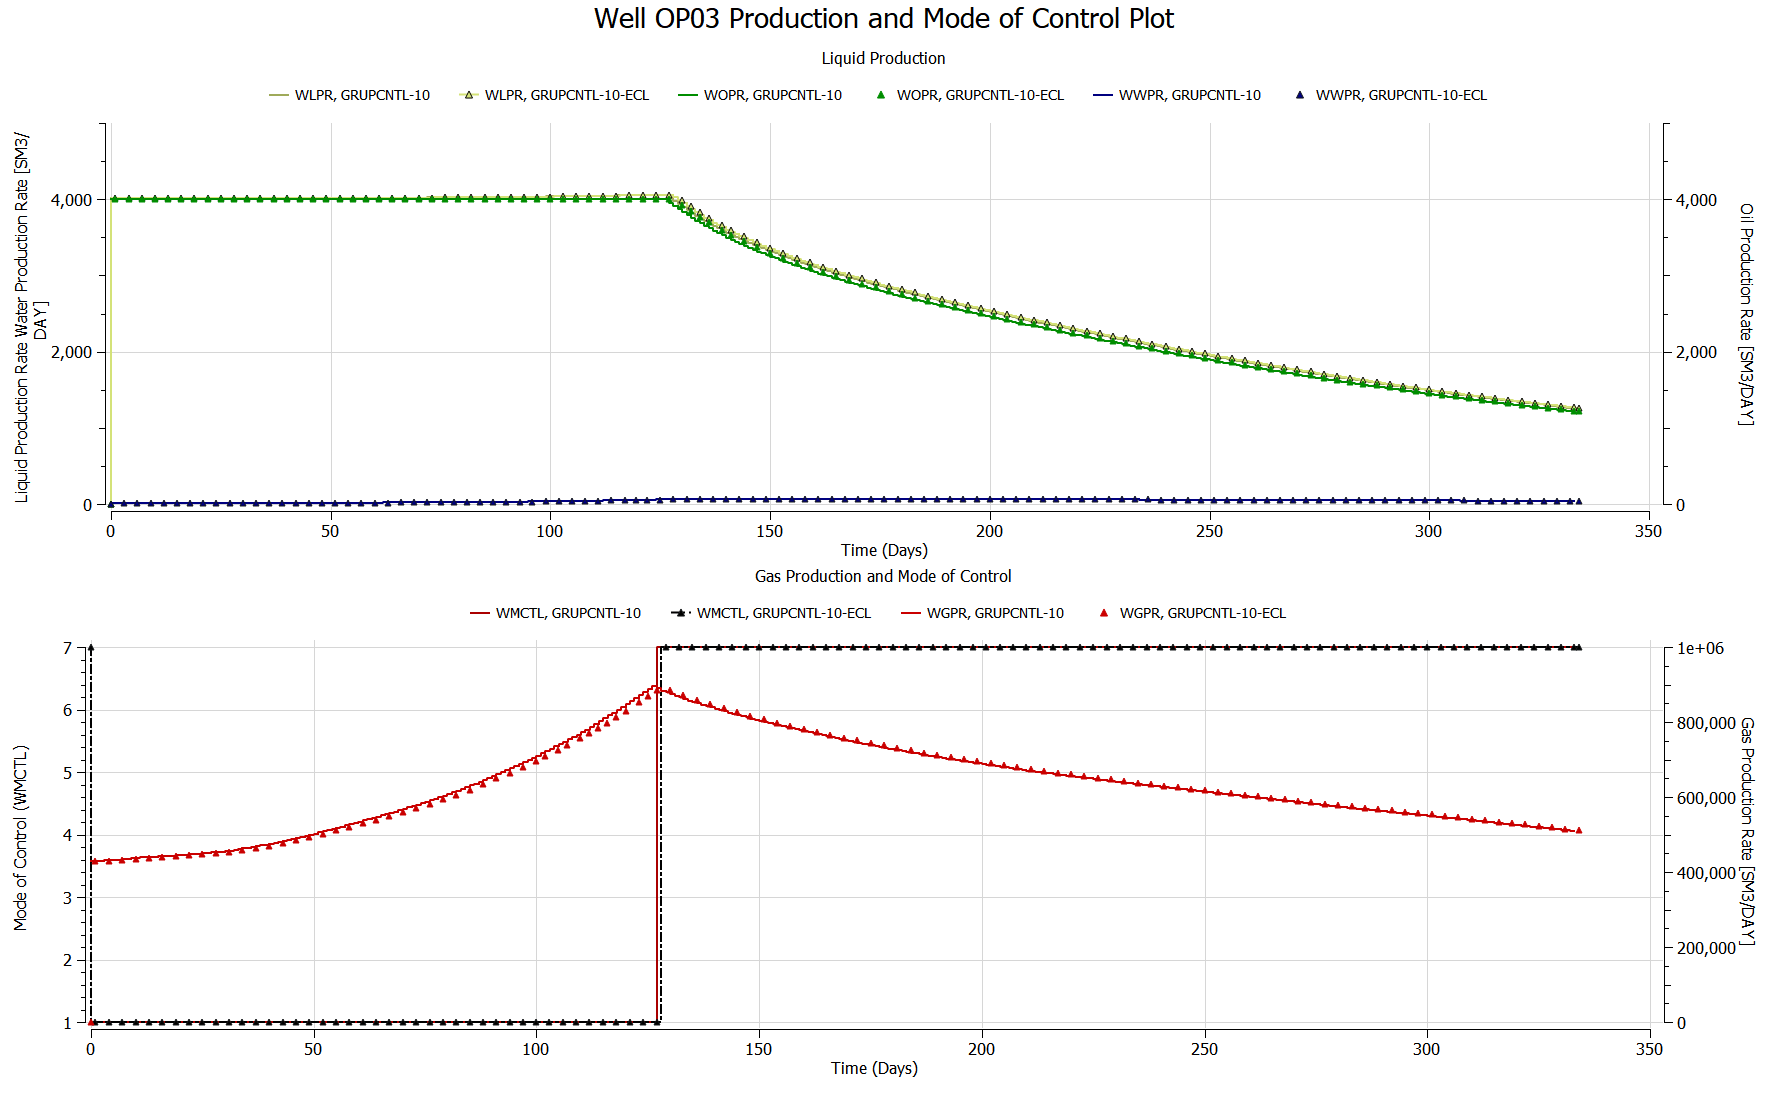 Well OP03 Production and Mode of Control Plot
Liquid Production
WLPR, GRUPCNTL-10
WLPR, GRUPCNTL-10-ECL
WOPR, GRUPCNTL-10
WOPR, GRUPCNTL-10-ECL
WWPR, GRUPCNTL-10
WWPR, GRUPCNTL-10-ECL
Liquid Production Rate Water Production Rate [SM3/
DAY]
4,000
2,000
0
4,000
2,000
0
Oil Production Rate [SM3/DAY]
0 50 100 150 200 250 300 350
Time (Days)
Gas Production and Mode of Control
WMCTL, GRUPCNTL-10
WMCTL, GRUPCNTL-10-ECL
WGPR, GRUPCNTL-10
WGPR, GRUPCNTL-10-ECL
Mode of Control (WMCTL)
7
6
5
4
3
2
1
1e+06
800,000
600,000
400,000
200,000
0
Gas Production Rate [SM3/DAY]
0 50 100 150 200 250 300 350
Time (Days)